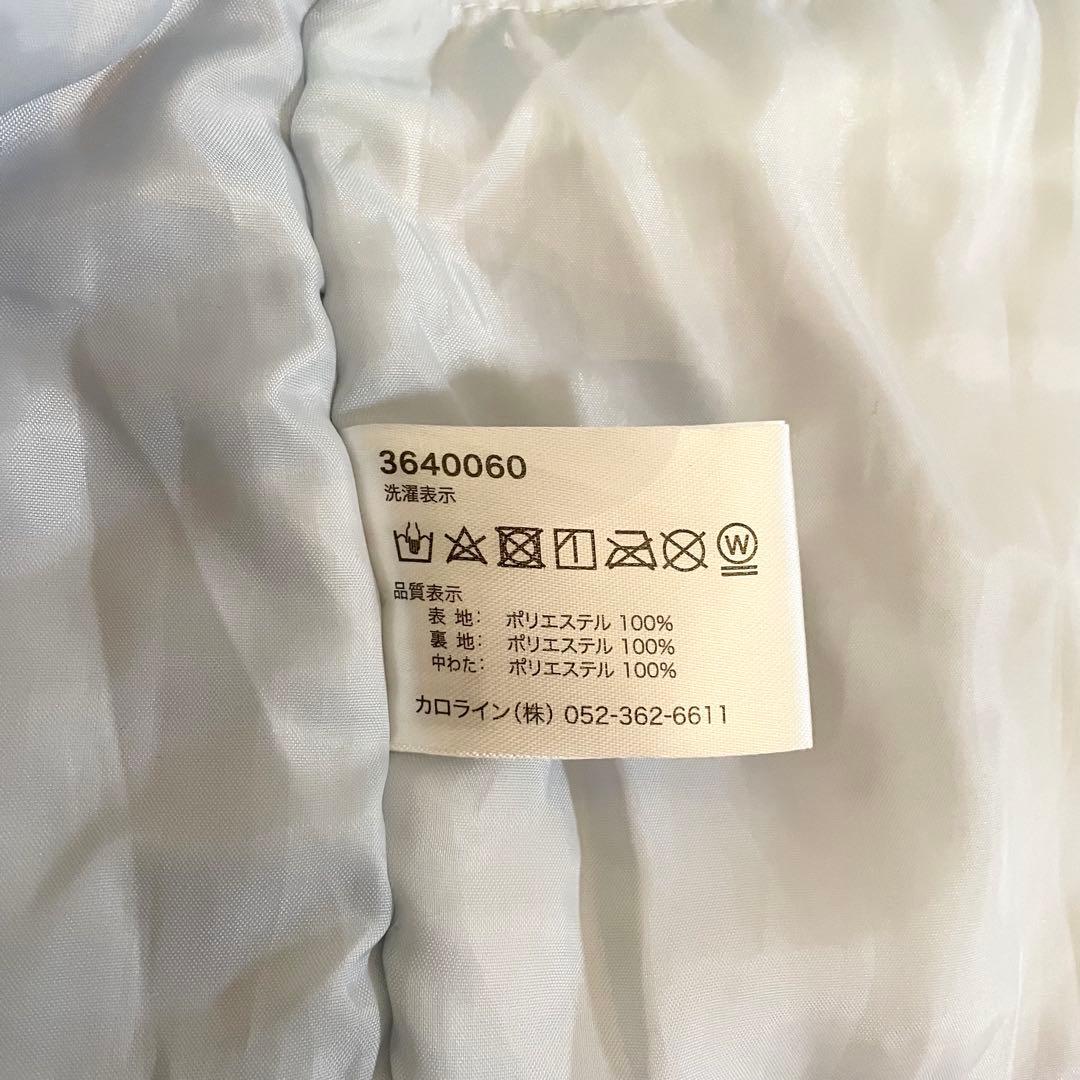 3640060
洗濯表示
W
品質表示
表 地: ポリエステル 100%
裏 地: ポリエステル 100%
中わた: ポリエステル 100%
カロライン(株) 052-362-6611